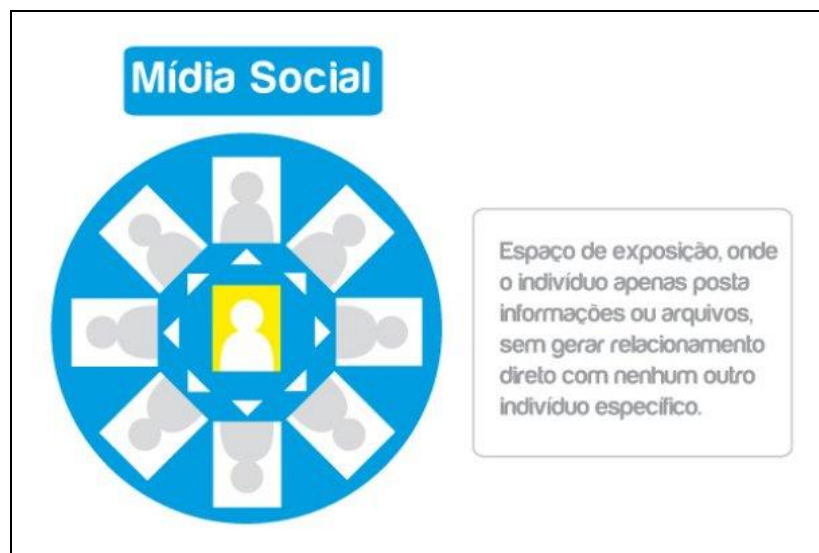 Mídia Social
Espaço de exposição, onde
o indivíduo apenas posta
informações ou arquivos,
sem gerar relacionamento
direto com nenhum outro
indivíduo específico.